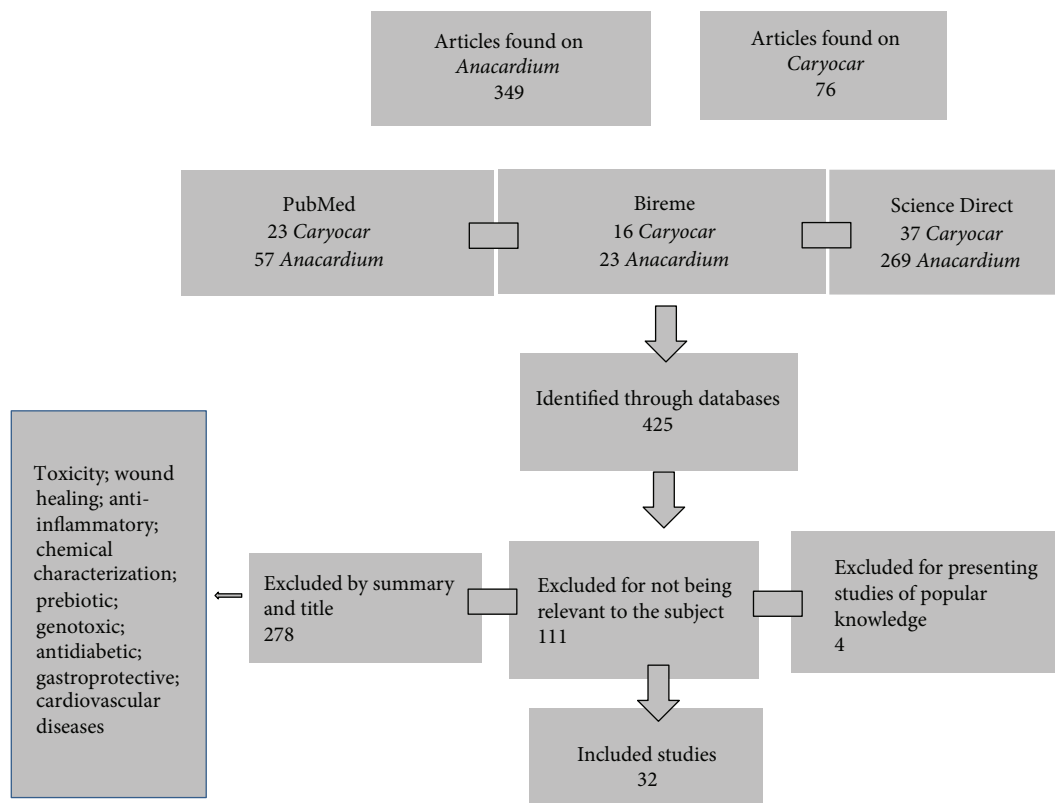 Articles found on
Anacardium
349
Articles found on
Caryocar
76
PubMed
23 Caryocar
57 Anacardium
Bireme
16 Caryocar
23 Anacardium
Science Direct
37 Caryocar
269 Anacardium
Identified through databases
425
Toxicity; wound
healing; anti-
inflammatory;
chemical
characterization;
prebiotic;
genotoxic;
antidiabetic;
gastroprotective;
cardiovascular
diseases
Excluded by summary
and title
278
Excluded for not being
relevant to the subject
111
Excluded for presenting
studies of popular
knowledge
4
Included studies
32